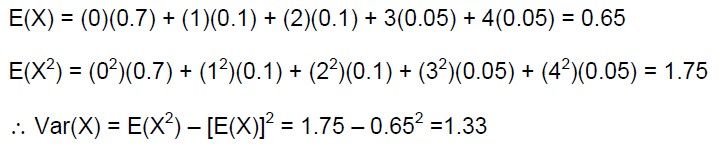 E(X) = (0)(0.7) + (1)(0.1) + (2)(0.1) + 3(0.05) + 4(0.05) = 0.65
E(X²) = (0²)(0.7) + (1²)(0.1) + (2²)(0.1) + (3²)(0.05) + (4²)(0.05) = 1.75
∴ Var(X) = E(X²) – [E(X)]² = 1.75 – 0.65² =1.33